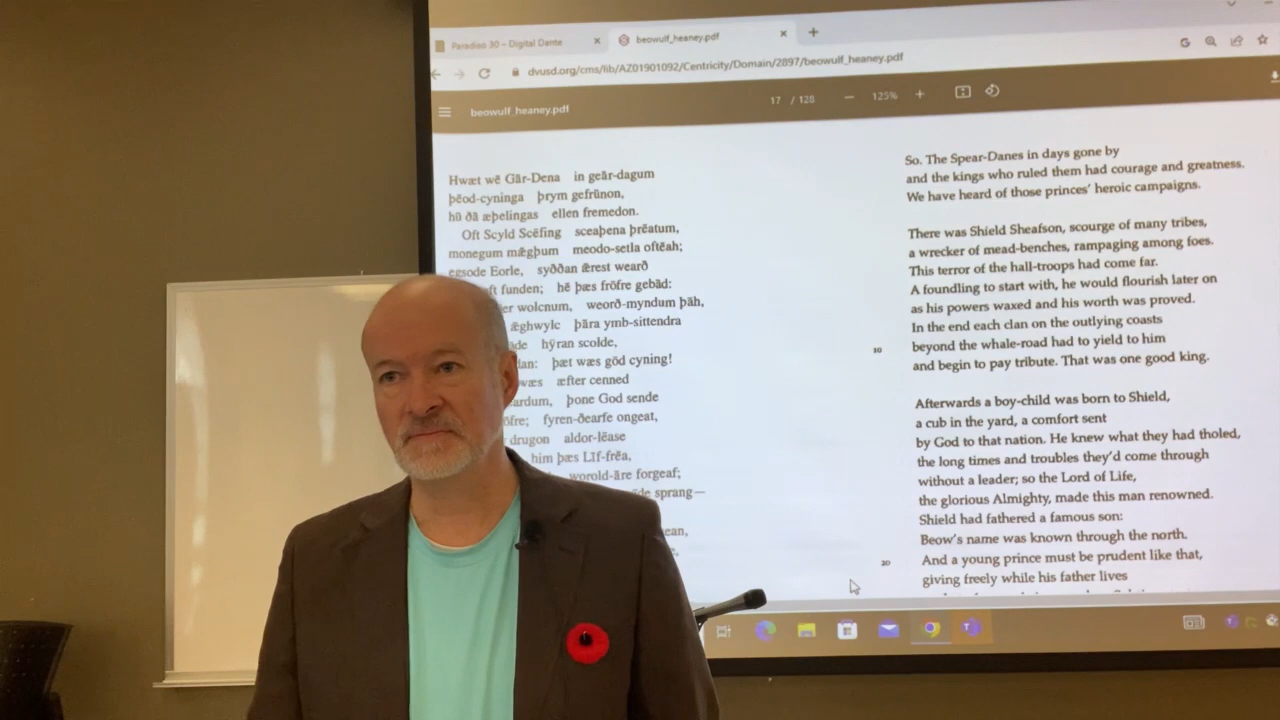 Paradiso 30 – Digital Dante
beowulf_heaney.pdf
dvusd.org/cms/lib/AZ01901092/Centricity/Domain/2897/beowulf_heaney.pdf
beowulf_heaney.pdf
17 / 128
125%
Hwæt wē Gār-Dena in geār-dagum
þēod-cyninga þrym gefrūnon,
hū ðā æþelingas ellen fremedon.
Oft Scyld Scēfing sceaþena þrēatum,
monegum mǣgþum meodo-setla oftēah;
egsode Eorle, syððan ǣrest wearð
funden; hē þæs frōfre gebād:
wolcnum, weorð-myndum þāh,
ǣghwylc þāra ymb-sittendra
hȳran scolde,
þæt wæs gōd cyning!
wæs æfter cenned
þone God sende
fyren-ðearfe ongeat,
drugon aldor-lēase
him þæs Līf-frēa,
worold-āre forgeaf;
sprang—
So. The Spear-Danes in days gone by
and the kings who ruled them had courage and greatness.
We have heard of those princes' heroic campaigns.
There was Shield Sheafson, scourge of many tribes,
a wrecker of mead-benches, rampaging among foes.
This terror of the hall-troops had come far.
A foundling to start with, he would flourish later on
as his powers waxed and his worth was proved.
In the end each clan on the outlying coasts
10 beyond the whale-road had to yield to him
and begin to pay tribute. That was one good king.
Afterwards a boy-child was born to Shield,
a cub in the yard, a comfort sent
by God to that nation. He knew what they had tholed,
the long times and troubles they'd come through
without a leader; so the Lord of Life,
the glorious Almighty, made this man renowned.
Shield had fathered a famous son:
Beow's name was known through the north.
20 And a young prince must be prudent like that,
giving freely while his father lives